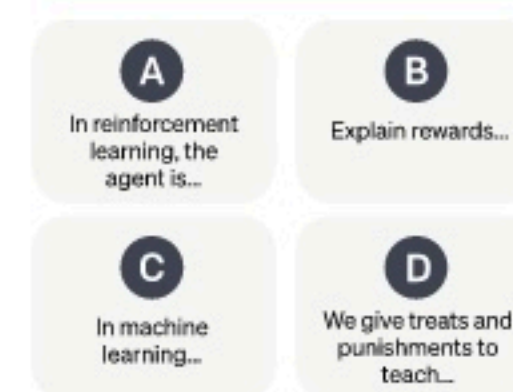 A
In reinforcement
learning, the
agent is...
B
Explain rewards...
C
In machine
learning...
D
We give treats and
punishments to
teach...